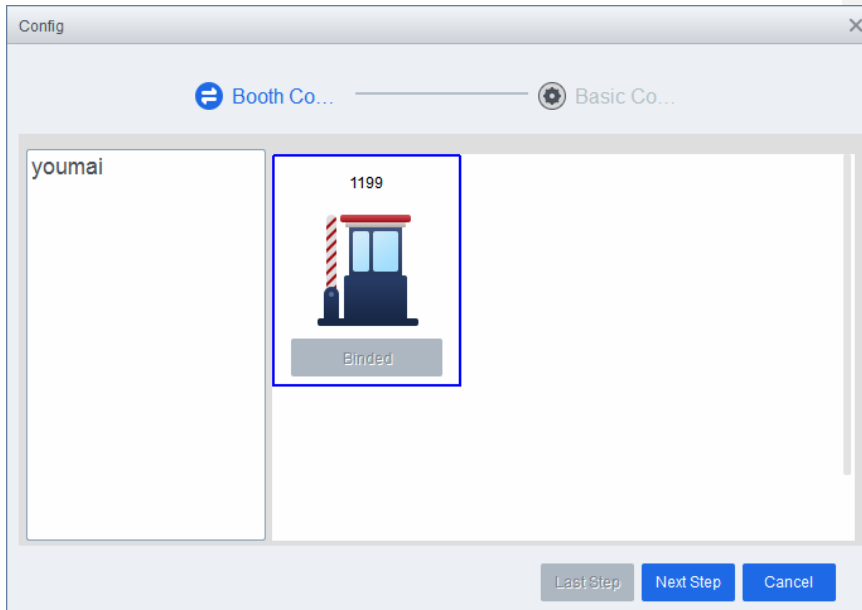 Config
Booth Co...
Basic Co...
youmai
1199
Binded
Last Step
Next Step
Cancel